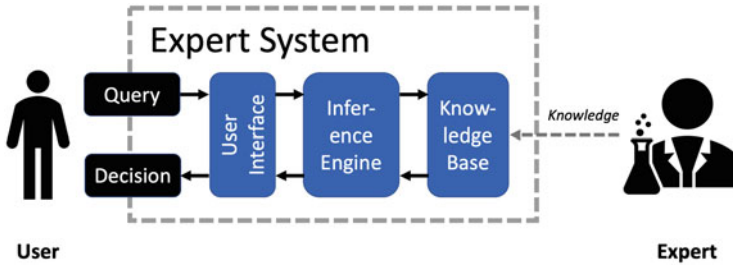 Expert System
Query
Decision
User
Interface
Infer-
ence
Engine
Know-
ledge
Base
Knowledge
User
Expert